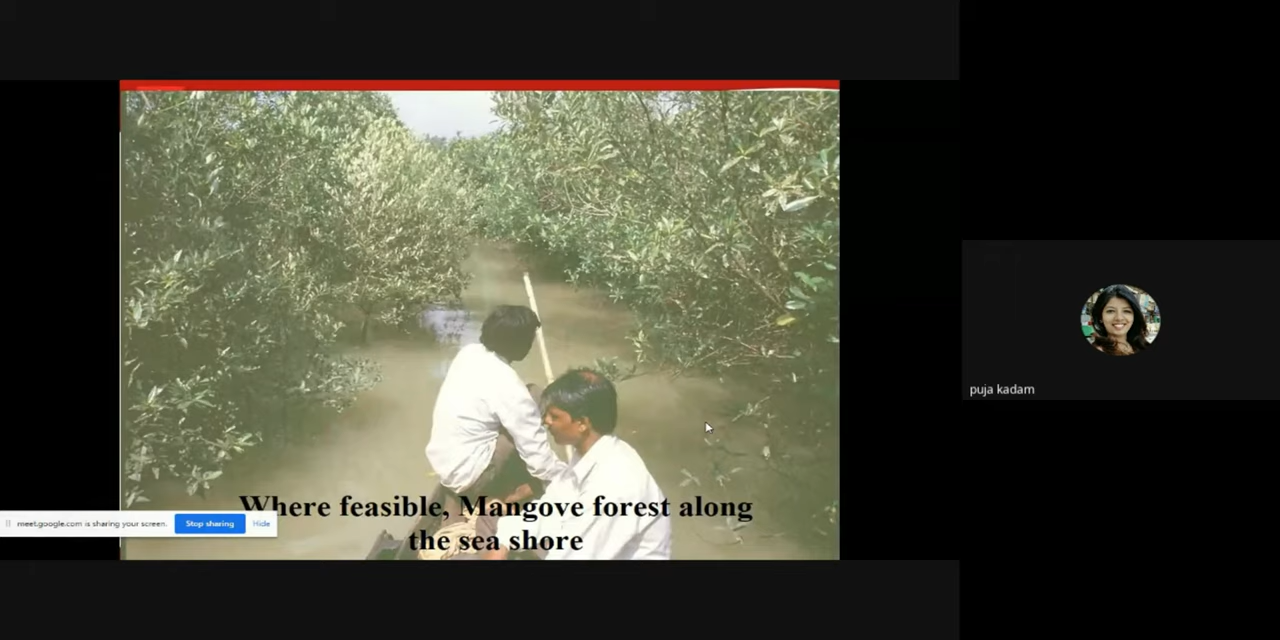 Where feasible, Mangove forest along
the sea shore
meet.google.com is sharing your screen. Stop sharing Hide
puja kadam